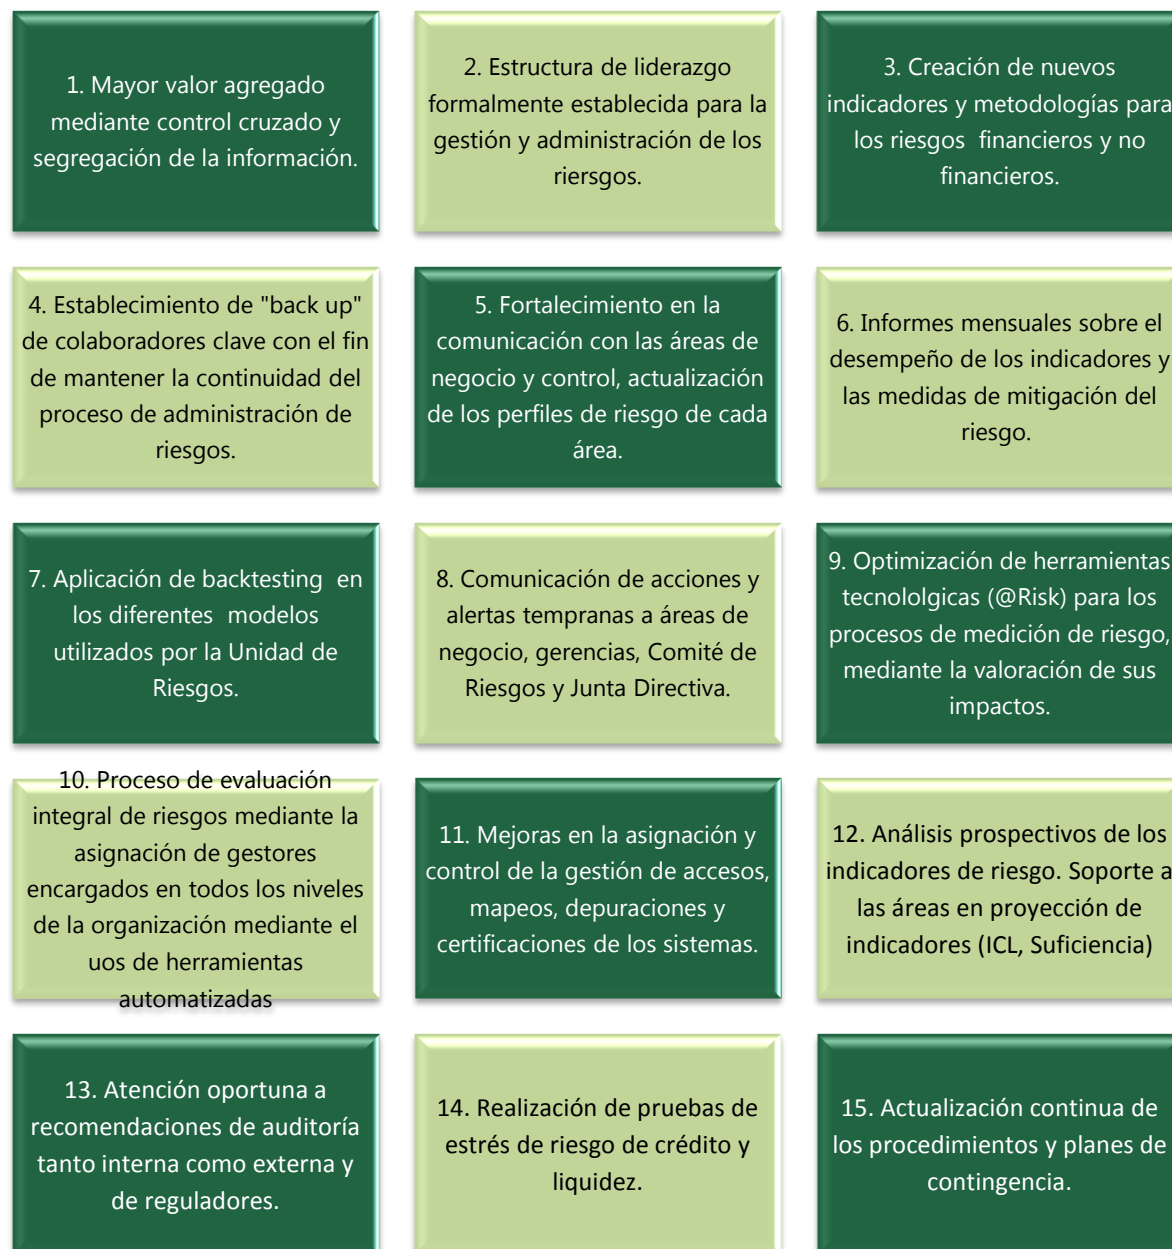 1. Mayor valor agregado
mediante control cruzado y
segregación de la información.
2. Estructura de liderazgo
formalmente establecida para la
gestión y administración de los
riersgos.
3. Creación de nuevos
indicadores y metodologías para
los riesgos financieros y no
financieros.
4. Establecimiento de "back up"
de colaboradores clave con el fin
de mantener la continuidad del
proceso de administración de
riesgos.
5. Fortalecimiento en la
comunicación con las áreas de
negocio y control, actualización
de los perfiles de riesgo de cada
área.
6. Informes mensuales sobre el
desempeño de los indicadores y
las medidas de mitigación del
riesgo.
7. Aplicación de backtesting en
los diferentes modelos
utilizados por la Unidad de
Riesgos.
8. Comunicación de acciones y
alertas tempranas a áreas de
negocio, gerencias, Comité de
Riesgos y Junta Directiva.
9. Optimización de herramientas
tecnololgicas (@Risk) para los
procesos de medición de riesgo,
mediante la valoración de sus
impactos.
10. Proceso de evaluación
integral de riesgos mediante la
asignación de gestores
encargados en todos los niveles
de la organización mediante el
uos de herramientas
automatizadas
11. Mejoras en la asignación y
control de la gestión de accesos,
mapeos, depuraciones y
certificaciones de los sistemas.
12. Análisis prospectivos de los
indicadores de riesgo. Soporte a
las áreas en proyección de
indicadores (ICL, Suficiencia)
13. Atención oportuna a
recomendaciones de auditoría
tanto interna como externa y
de reguladores.
14. Realización de pruebas de
estrés de riesgo de crédito y
liquidez.
15. Actualización continua de
los procedimientos y planes de
contingencia.